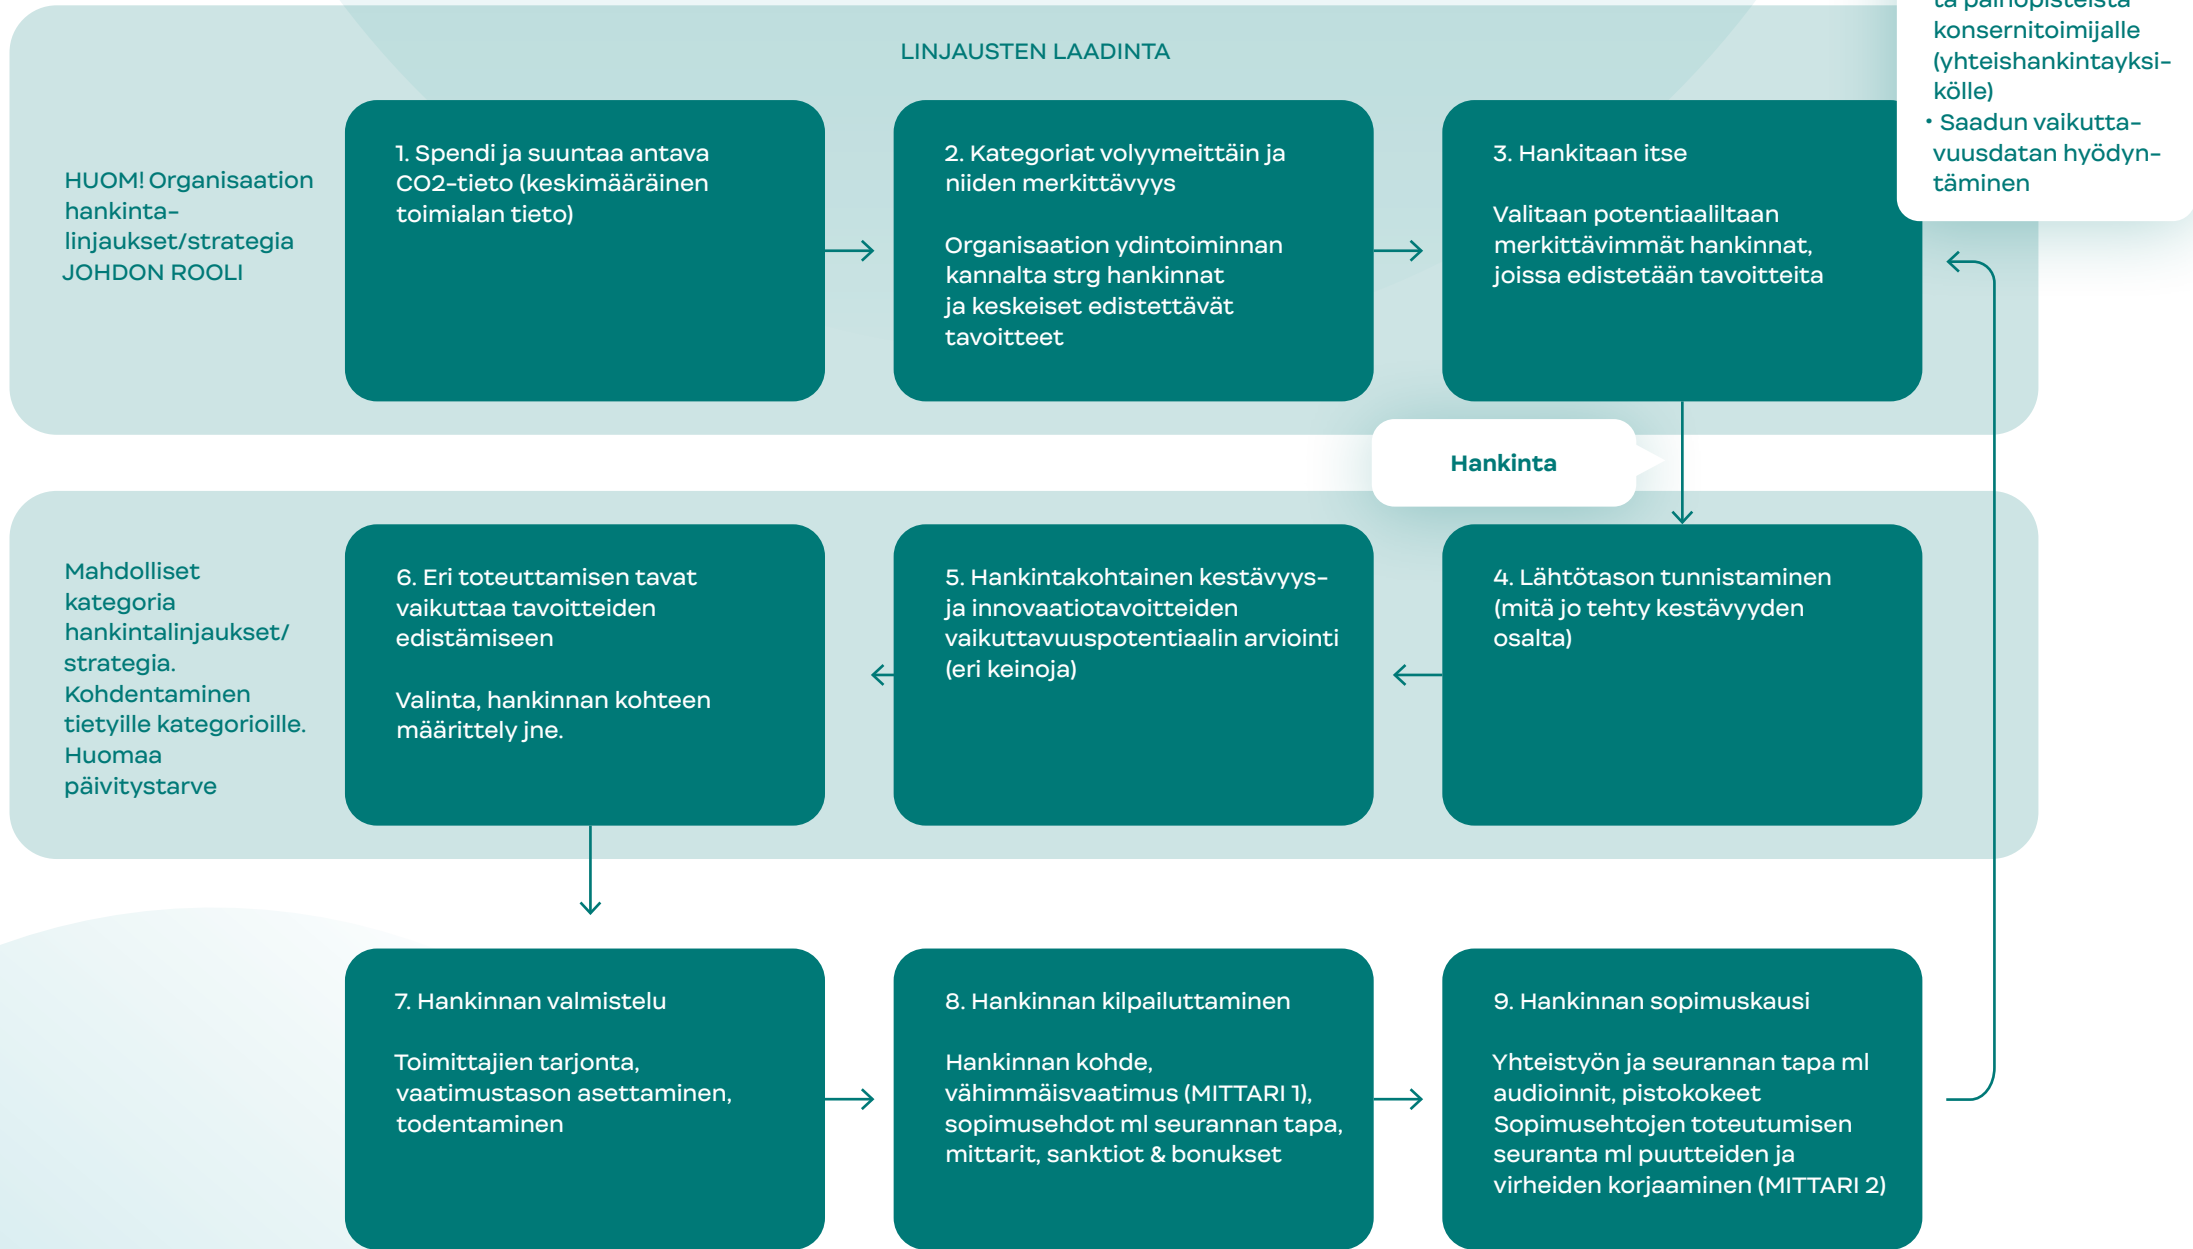 LINJAUSTEN LAADINTA
HUOM! Organisaation
hankinta-
linjaukset/strategia
JOHDON ROOLI
1. Spendi ja suuntaa antava
CO2-tieto (keskimääräinen
toimialan tieto)
2. Kategoriat volyymeittäin ja
niiden merkittävyys
Organisaation ydintoiminnan
kannalta strg hankinnat
ja keskeiset edistettävät
tavoitteet
3. Hankitaan itse
Valitaan potentiaaliltaan
merkittävimmät hankinnat,
joissa edistetään tavoitteita
tä painopisteistä
konsernitoimijalle
(yhteishankintayksi-
kölle)
• Saadun vaikutta-
vuusdatan hyödyn-
täminen
Hankinta
Mahdolliset
kategoria
hankintalinjaukset/
strategia.
Kohdentaminen
tietyille kategorioille.
Huomaa
päivitystarve
6. Eri toteuttamisen tavat
vaikuttaa tavoitteiden
edistämiseen
Valinta, hankinnan kohteen
määrittely jne.
5. Hankintakohtainen kestävyys-
ja innovaatiotavoitteiden
vaikuttavuuspotentiaalin arviointi
(eri keinoja)
4. Lähtötason tunnistaminen
(mitä jo tehty kestävyyden
osalta)
7. Hankinnan valmistelu
Toimittajien tarjonta,
vaatimustason asettaminen,
todentaminen
8. Hankinnan kilpailuttaminen
Hankinnan kohde,
vähimmäisvaatimus (MITTARI 1),
sopimusehdot ml seurannan tapa,
mittarit, sanktiot & bonukset
9. Hankinnan sopimuskausi
Yhteistyön ja seurannan tapa ml
audioinnit, pistokokeet
Sopimusehtojen toteutumisen
seuranta ml puutteiden ja
virheiden korjaaminen (MITTARI 2)